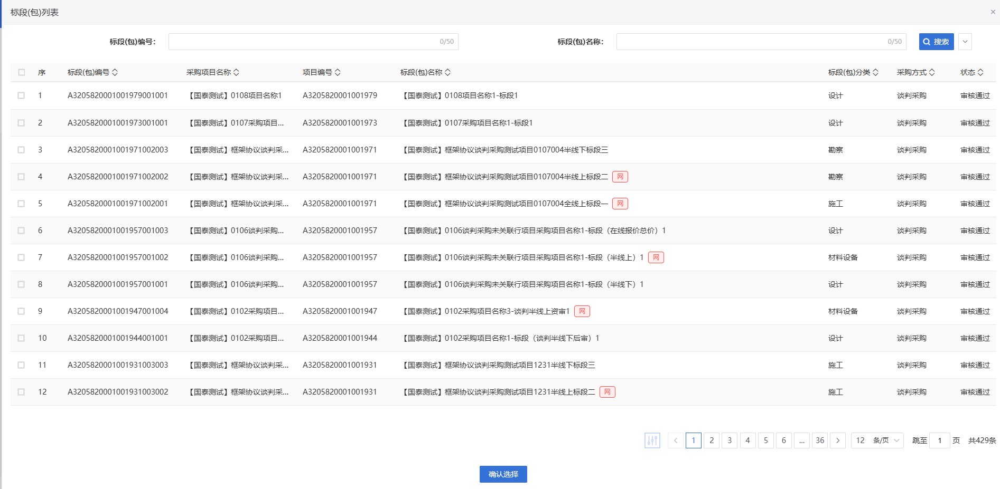 标段(包)列表 ×
标段(包)编号： 0/50 标段(包)名称： 0/50 搜索
序 标段(包)编号 采购项目名称 项目编号 标段(包)名称 标段(包)分类 采购方式 状态
1 A3205820001001979001001 【国泰测试】0108项目名称1 A3205820001001979 【国泰测试】0108项目名称1-标段1 设计 谈判采购 审核通过
2 A3205820001001973001001 【国泰测试】0107采购项目... A3205820001001973 【国泰测试】0107采购项目名称1-标段1 设计 谈判采购 审核通过
3 A3205820001001971002003 【国泰测试】框架协议谈判采... A3205820001001971 【国泰测试】框架协议谈判采购测试项目0107004半线下标段三 勘察 谈判采购 审核通过
4 A3205820001001971002002 【国泰测试】框架协议谈判采... A3205820001001971 【国泰测试】框架协议谈判采购测试项目0107004半线上标段二 网 勘察 谈判采购 审核通过
5 A3205820001001971002001 【国泰测试】框架协议谈判采... A3205820001001971 【国泰测试】框架协议谈判采购测试项目0107004全线上标段一 网 施工 谈判采购 审核通过
6 A3205820001001957001003 【国泰测试】0106谈判采购... A3205820001001957 【国泰测试】0106谈判采购未关联行项目采购项目名称1-标段（在线报价总价）1 设计 谈判采购 审核通过
7 A3205820001001957001002 【国泰测试】0106谈判采购... A3205820001001957 【国泰测试】0106谈判采购未关联行项目采购项目名称1-标段（半线上）1 网 材料设备 谈判采购 审核通过
8 A3205820001001957001001 【国泰测试】0106谈判采购... A3205820001001957 【国泰测试】0106谈判采购未关联行项目采购项目名称1-标段（半线下）1 设计 谈判采购 审核通过
9 A3205820001001947001004 【国泰测试】0102采购项目... A3205820001001947 【国泰测试】0102采购项目名称3-谈判半线上资审1 网 材料设备 谈判采购 审核通过
10 A3205820001001944001001 【国泰测试】0102采购项目... A3205820001001944 【国泰测试】0102采购项目名称1-标段（谈判半线下后审）1 设计 谈判采购 审核通过
11 A3205820001001931003003 【国泰测试】框架协议谈判采... A3205820001001931 【国泰测试】框架协议谈判采购测试项目1231半线下标段三 施工 谈判采购 审核通过
12 A3205820001001931003002 【国泰测试】框架协议谈判采... A3205820001001931 【国泰测试】框架协议谈判采购测试项目1231半线上标段二 网 施工 谈判采购 审核通过
1 2 3 4 5 6 ... 36 12 条/页 跳至 1 页 共429条
确认选择